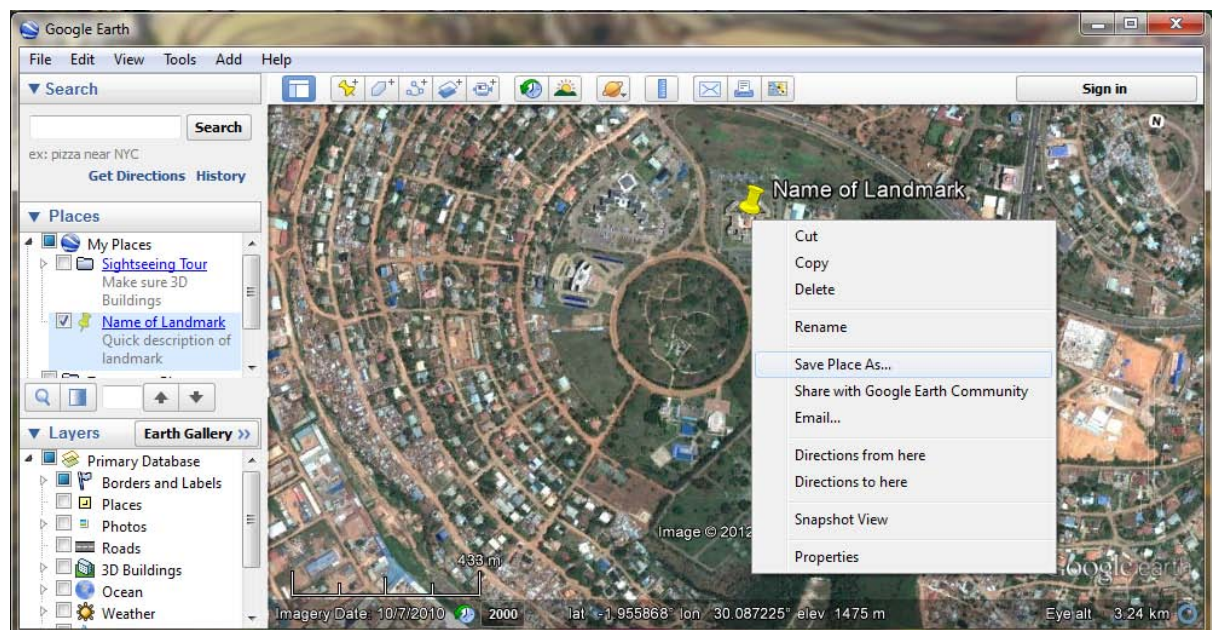 Google Earth
File Edit View Tools Add Help
Search
Sign in
Search
ex: pizza near NYC
Get Directions History
Places
My Places
Sightseeing Tour
Make sure 3D
Buildings
Name of Landmark
Quick description of
landmark
Layers
Earth Gallery >>
Primary Database
Borders and Labels
Places
Photos
Roads
3D Buildings
Ocean
Weather
N
Name of Landmark
Cut
Copy
Delete
Rename
Save Place As...
Share with Google Earth Community
Email...
Directions from here
Directions to here
Snapshot View
Properties
Image © 2012
Google earth
433 m
Imagery Date: 10/7/2010 2000 lat -1.955868° lon 30.087225° elev 1475 m Eye alt 3.24 km